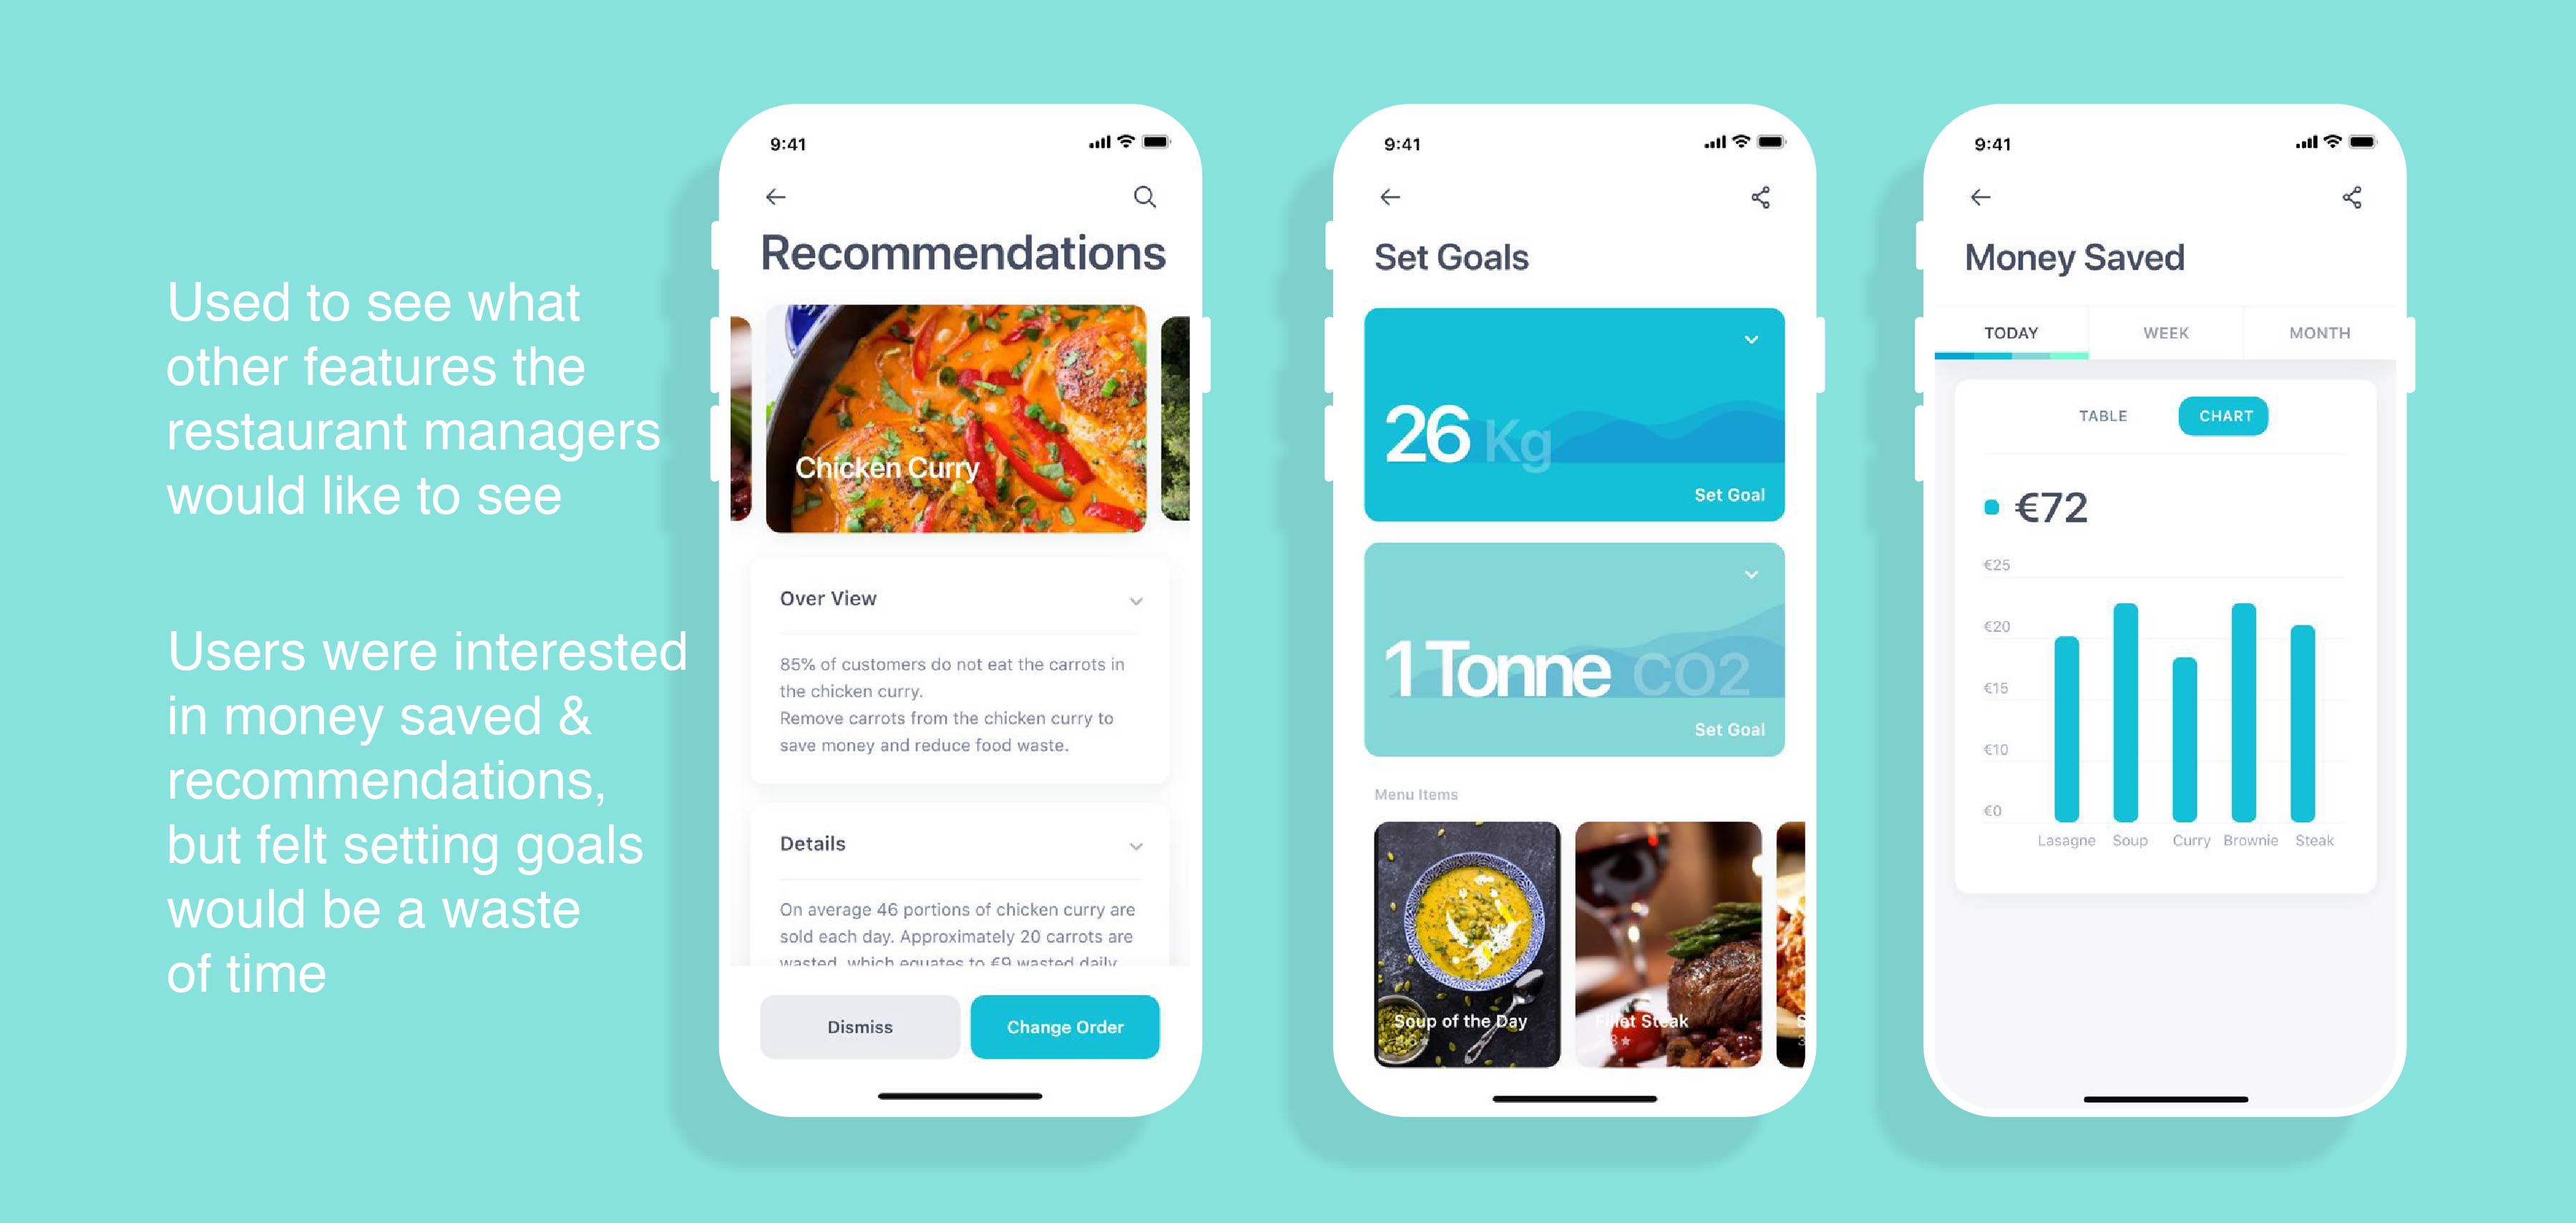 Used to see what
other features the
restaurant managers
would like to see
Users were interested
in money saved &
recommendations,
but felt setting goals
would be a waste
of time
9:41
Recommendations
Chicken Curry
Over View
85% of customers do not eat the carrots in
the chicken curry.
Remove carrots from the chicken curry to
save money and reduce food waste.
Details
On average 46 portions of chicken curry are
sold each day. Approximately 20 carrots are
wasted, which equates to €9 wasted daily
Dismiss
Change Order
9:41
Set Goals
26 Kg
Set Goal
1 Tonne CO2
Set Goal
Menu Items
Soup of the Day
Fillet Steak
9:41
Money Saved
TODAY WEEK MONTH
TABLE CHART
€72
€25
€20
€15
€10
€0
Lasagne Soup Curry Brownie Steak